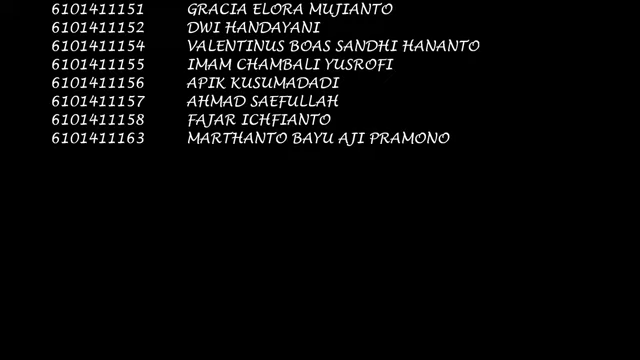 6101411151 GRACIA ELORA MUJIANTO
6101411152 DWI HANDAYANI
6101411154 VALENTINUS BOAS SANDHI HANANTO
6101411155 IMAM CHAMBALI YUSROFI
6101411156 APIK KUSUMADADI
6101411157 AHMAD SAEFULLAH
6101411158 FAJAR ICHFIANTO
6101411163 MARTHANTO BAYU AJI PRAMONO